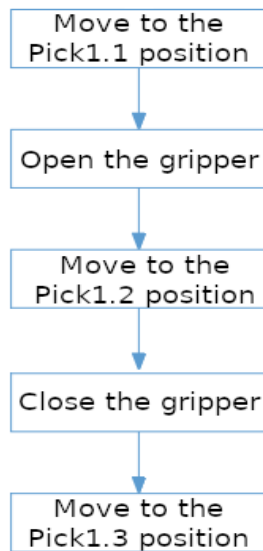 Move to the
Pick1.1 position
Open the gripper
Move to the
Pick1.2 position
Close the gripper
Move to the
Pick1.3 position